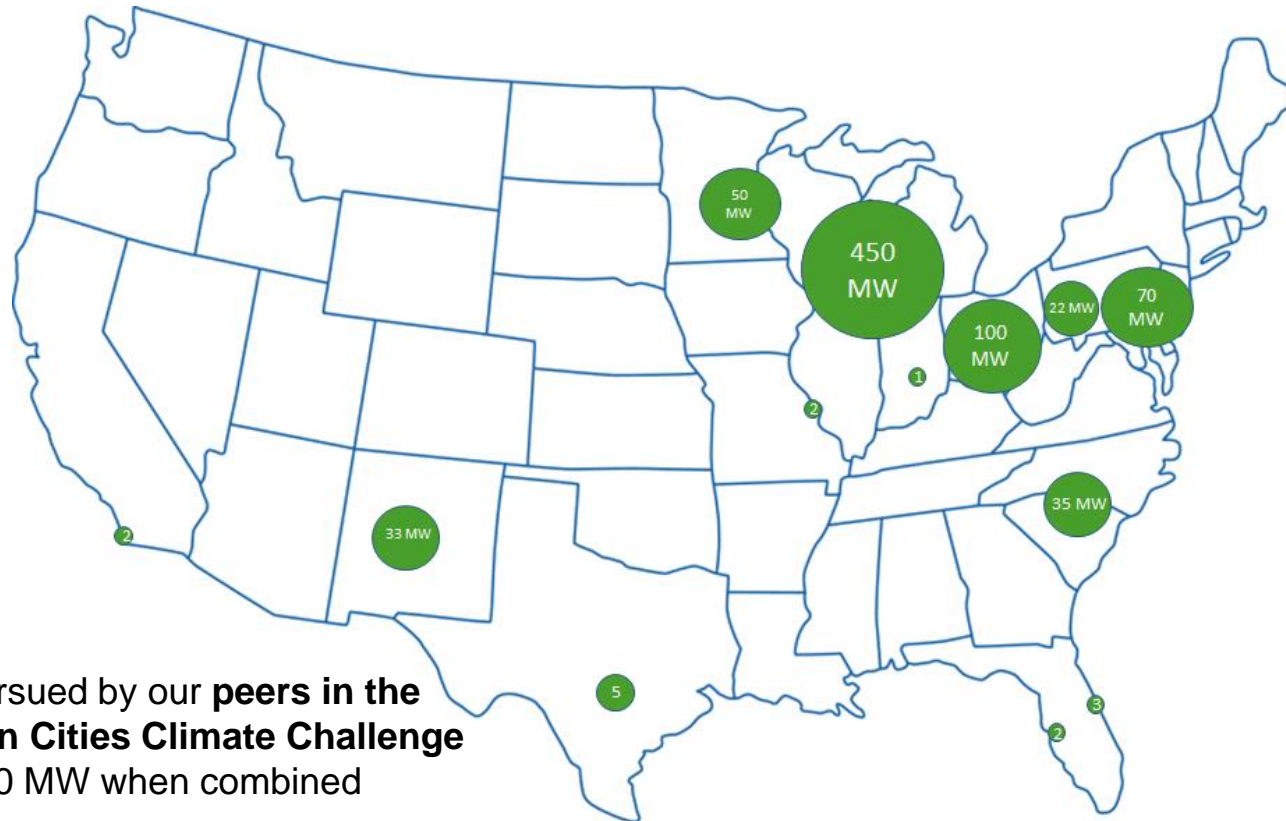 50
MW
450
MW
22 MW
70
MW
100
MW
1
2
35 MW
2
33 MW
5
3
2
rsued by our peers in the
n Cities Climate Challenge
0 MW when combined